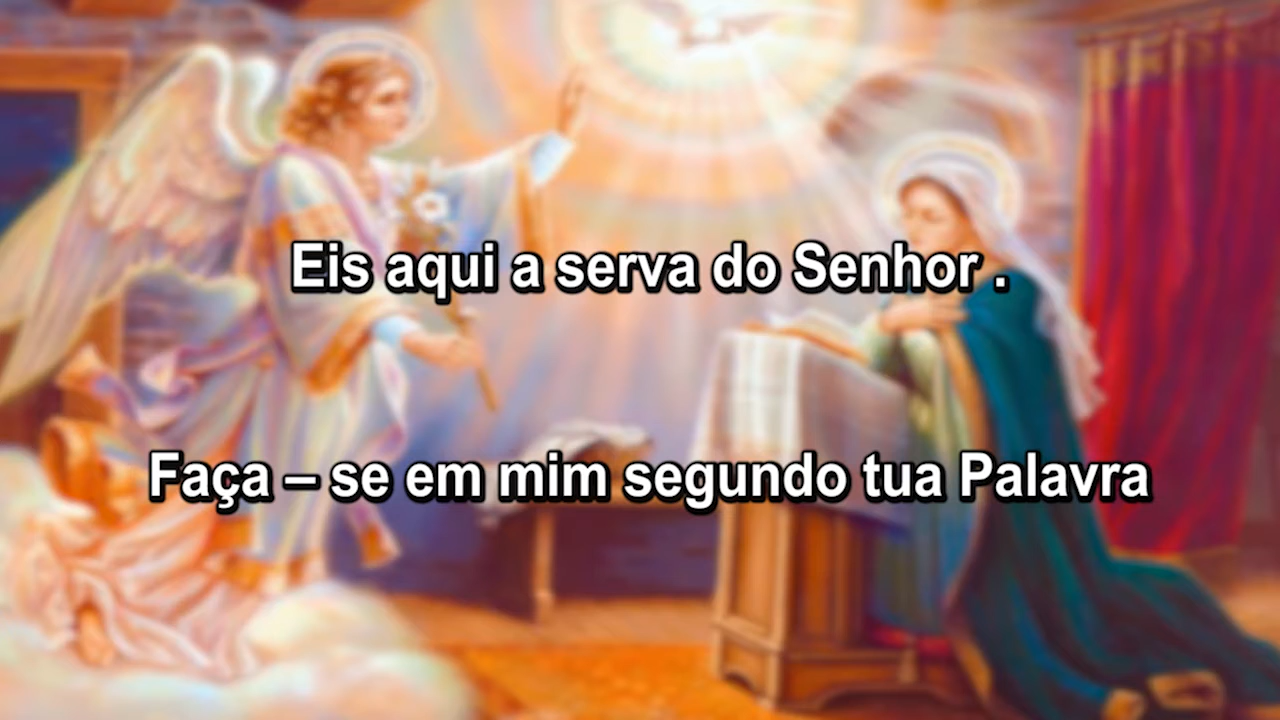 Eis aqui a serva do Senhor .
Faça – se em mim segundo tua Palavra